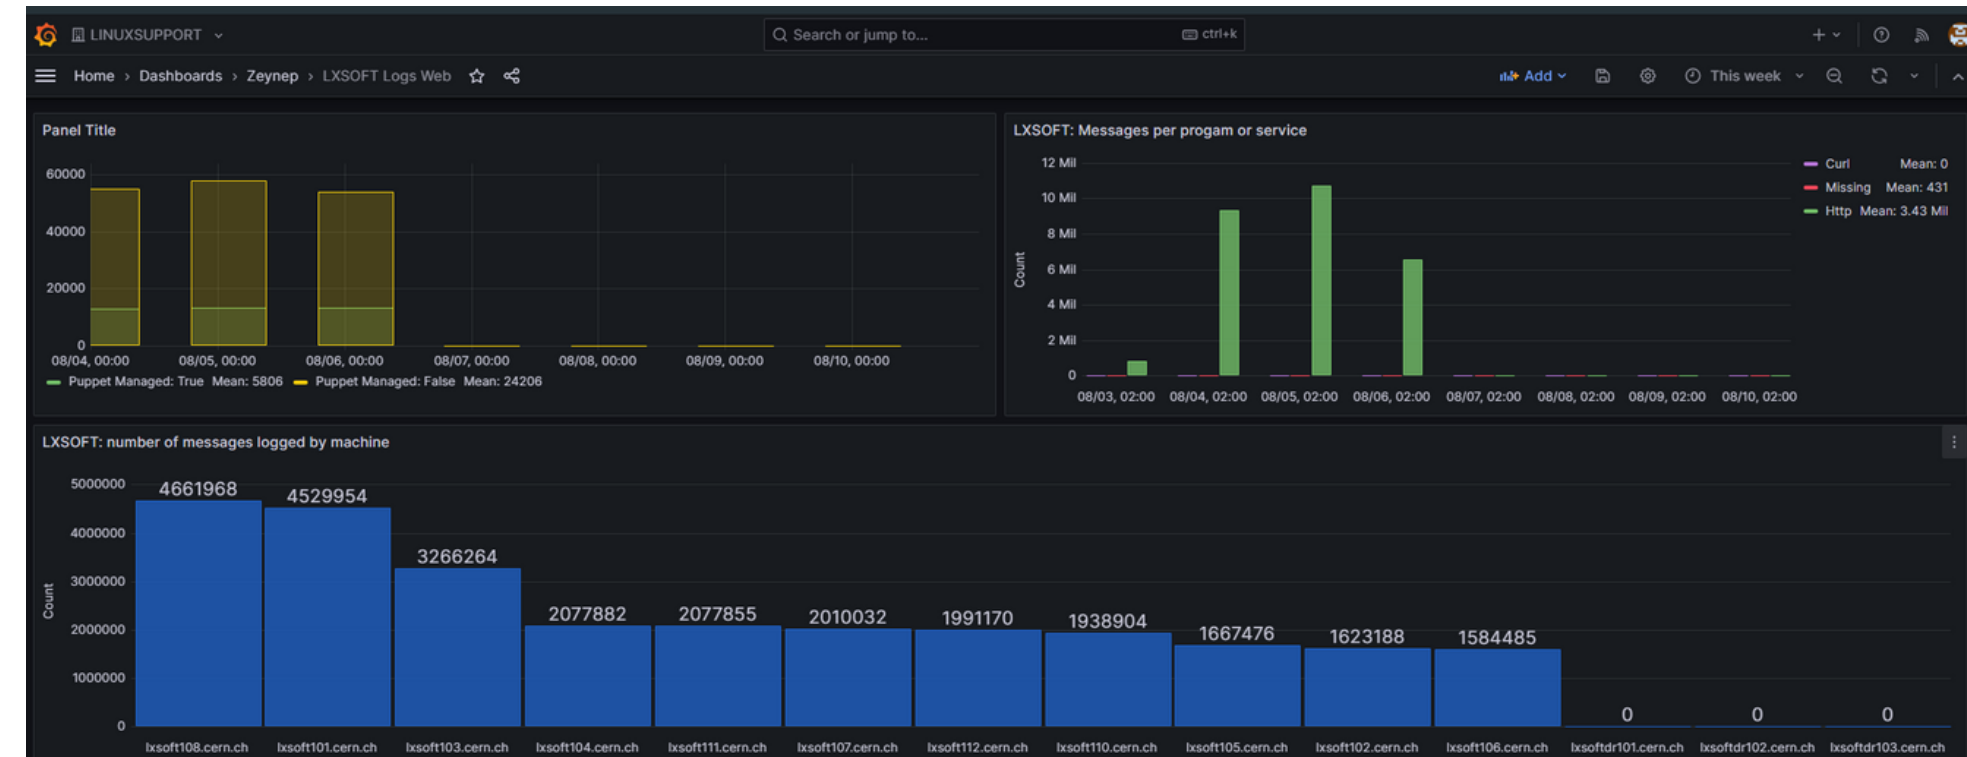 LINUXSUPPORT
Search or jump to...
ctrl+k
Home › Dashboards › Zeynep › LXSOFT Logs Web
Add
This week
Panel Title
60000
40000
20000
0
08/04, 00:00 08/05, 00:00 08/06, 00:00 08/07, 00:00 08/08, 00:00 08/09, 00:00 08/10, 00:00
Puppet Managed: True Mean: 5806 Puppet Managed: False Mean: 24206
LXSOFT: Messages per progam or service
12 Mil
10 Mil
8 Mil
6 Mil
4 Mil
2 Mil
0
Count
08/03, 02:00 08/04, 02:00 08/05, 02:00 08/06, 02:00 08/07, 02:00 08/08, 02:00 08/09, 02:00 08/10, 02:00
Curl Mean: 0
Missing Mean: 431
Http Mean: 3.43 Mil
LXSOFT: number of messages logged by machine
5000000
4000000
3000000
2000000
1000000
0
Count
4661968 4529954 3266264 2077882 2077855 2010032 1991170 1938904 1667476 1623188 1584485 0 0 0
lxsoft108.cern.ch lxsoft101.cern.ch lxsoft103.cern.ch lxsoft104.cern.ch lxsoft111.cern.ch lxsoft107.cern.ch lxsoft112.cern.ch lxsoft110.cern.ch lxsoft105.cern.ch lxsoft102.cern.ch lxsoft106.cern.ch lxsoftdr101.cern.ch lxsoftdr102.cern.ch lxsoftdr103.cern.ch